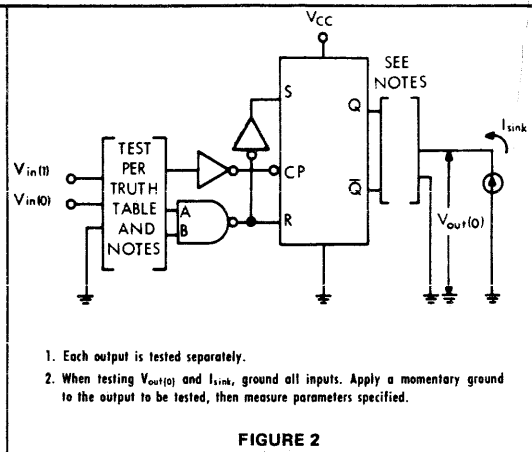 VCC
SEE
NOTES
S
Q
Isink
TEST
PER
TRUTH
TABLE
AND
NOTES
Vin(1)
Vin(0)
CP
A
B
R
Q̅
Vout(0)
1. Each output is tested separately.
2. When testing Vout(0) and Isink, ground all inputs. Apply a momentary ground
to the output to be tested, then measure parameters specified.
FIGURE 2